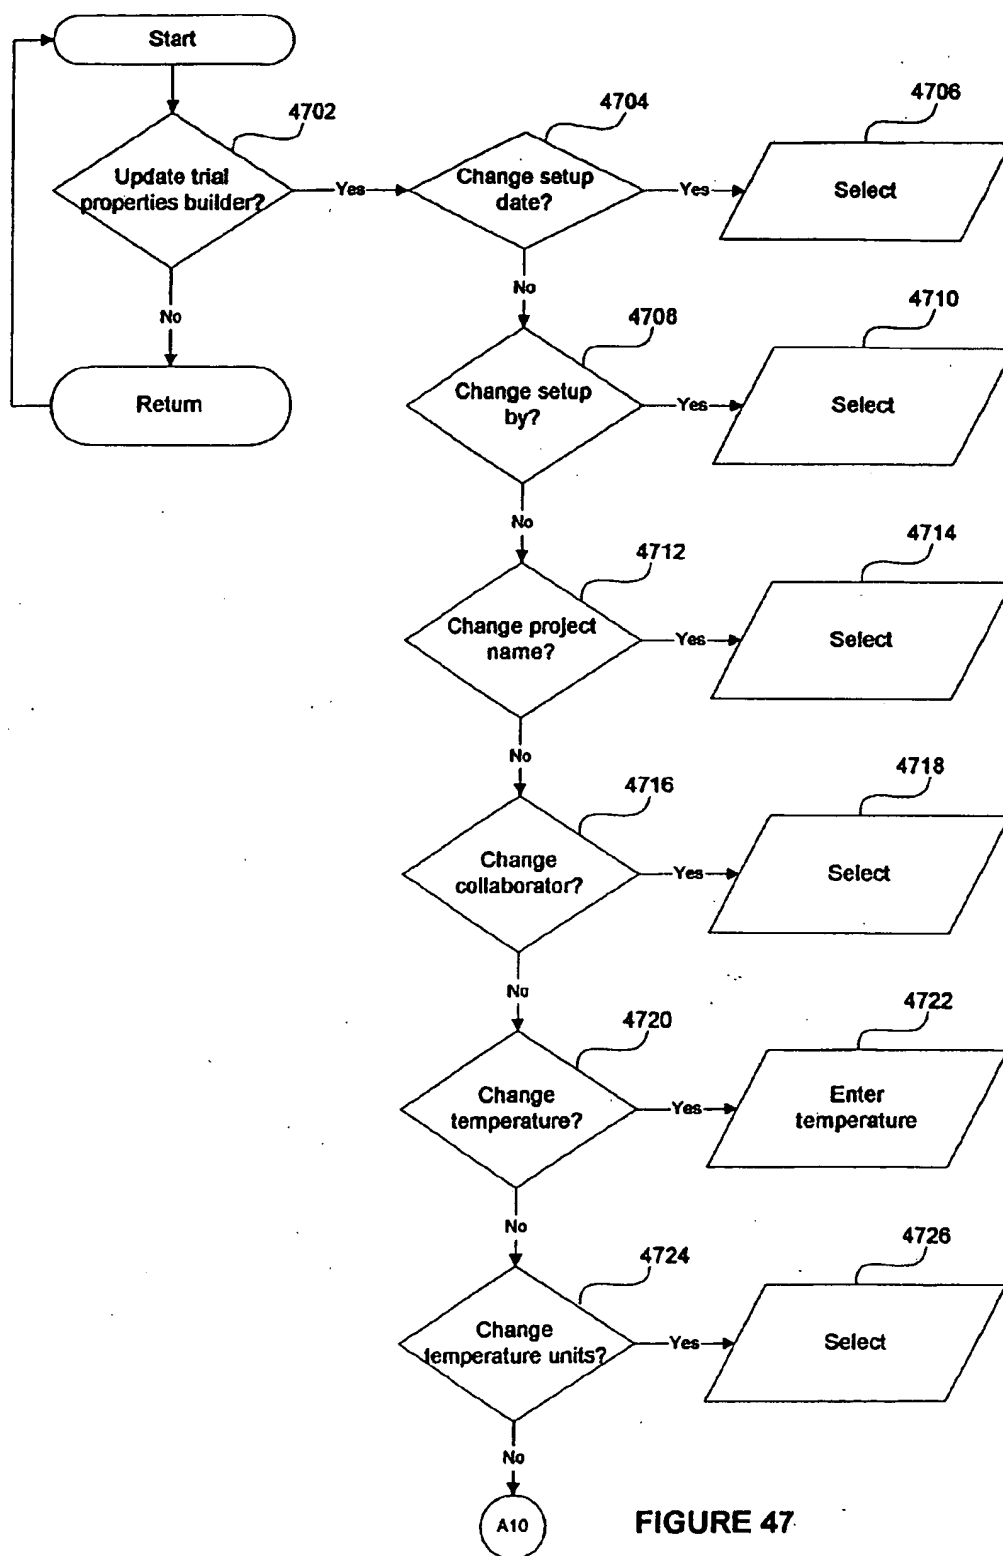 Start
4702
4704
4706
Update trial
properties builder?
Yes
Change setup
date?
Yes
Select
No
No
4708
4710
Return
Change setup
by?
Yes
Select
No
4712
4714
Change project
name?
Yes
Select
No
4716
4718
Change
collaborator?
Yes
Select
No
4720
4722
Change
temperature?
Yes
Enter
temperature
No
4724
4726
Change
temperature units?
Yes
Select
No
A10
FIGURE 47